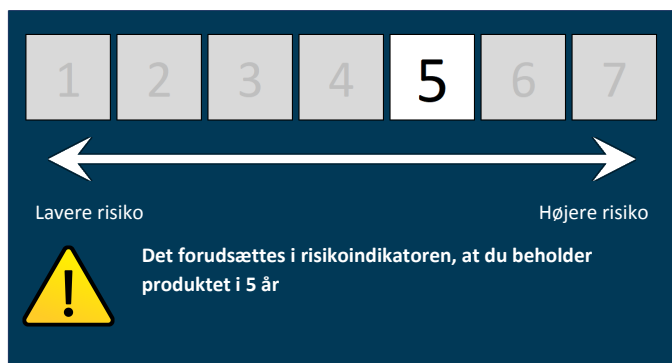 1 2 3 4 5 6 7
Lavere risiko Højere risiko
Det forudsættes i risikoindikatoren, at du beholder
produktet i 5 år